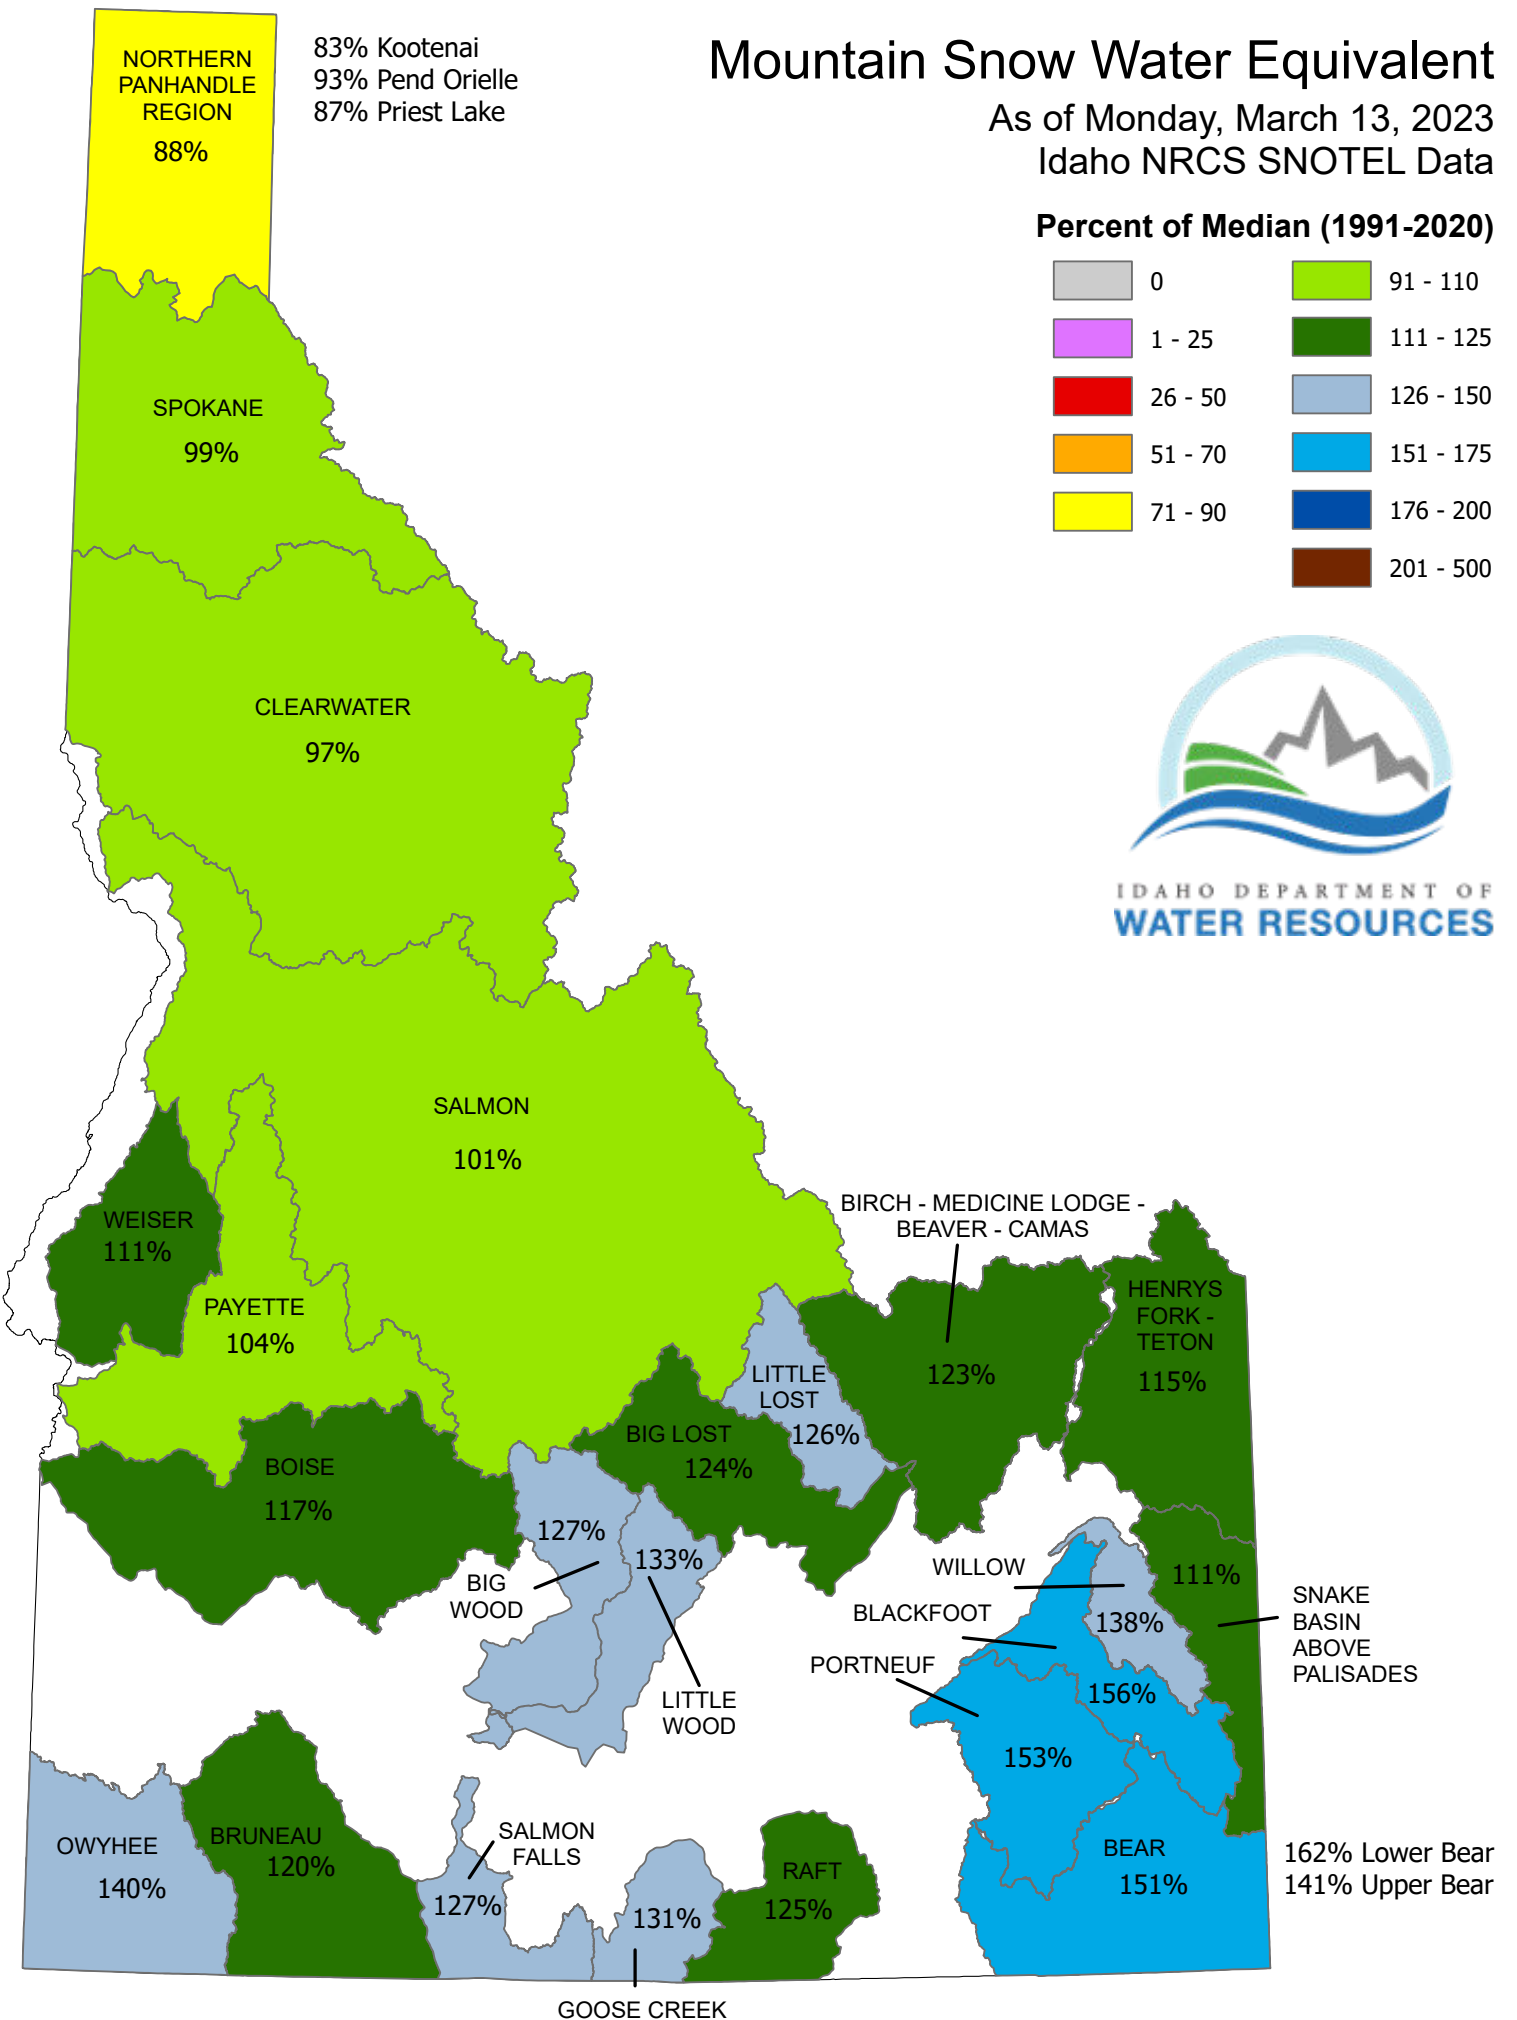 Mountain Snow Water Equivalent
As of Monday, March 13, 2023
Idaho NRCS SNOTEL Data
Percent of Median (1991-2020)
0
1 - 25
26 - 50
51 - 70
71 - 90
91 - 110
111 - 125
126 - 150
151 - 175
176 - 200
201 - 500
IDAHO DEPARTMENT OF
WATER RESOURCES
NORTHERN
PANHANDLE
REGION
88%
83% Kootenai
93% Pend Orielle
87% Priest Lake
SPOKANE
99%
CLEARWATER
97%
SALMON
101%
WEISER
111%
PAYETTE
104%
BOISE
117%
BIRCH - MEDICINE LODGE -
BEAVER - CAMAS
123%
HENRYS
FORK -
TETON
115%
LITTLE
LOST
126%
BIG LOST
124%
127%
BIG
WOOD
133%
LITTLE
WOOD
WILLOW
138%
BLACKFOOT
156%
PORTNEUF
153%
111%
SNAKE
BASIN
ABOVE
PALISADES
OWYHEE
140%
BRUNEAU
120%
SALMON
FALLS
127%
131%
GOOSE CREEK
RAFT
125%
BEAR
151%
162% Lower Bear
141% Upper Bear